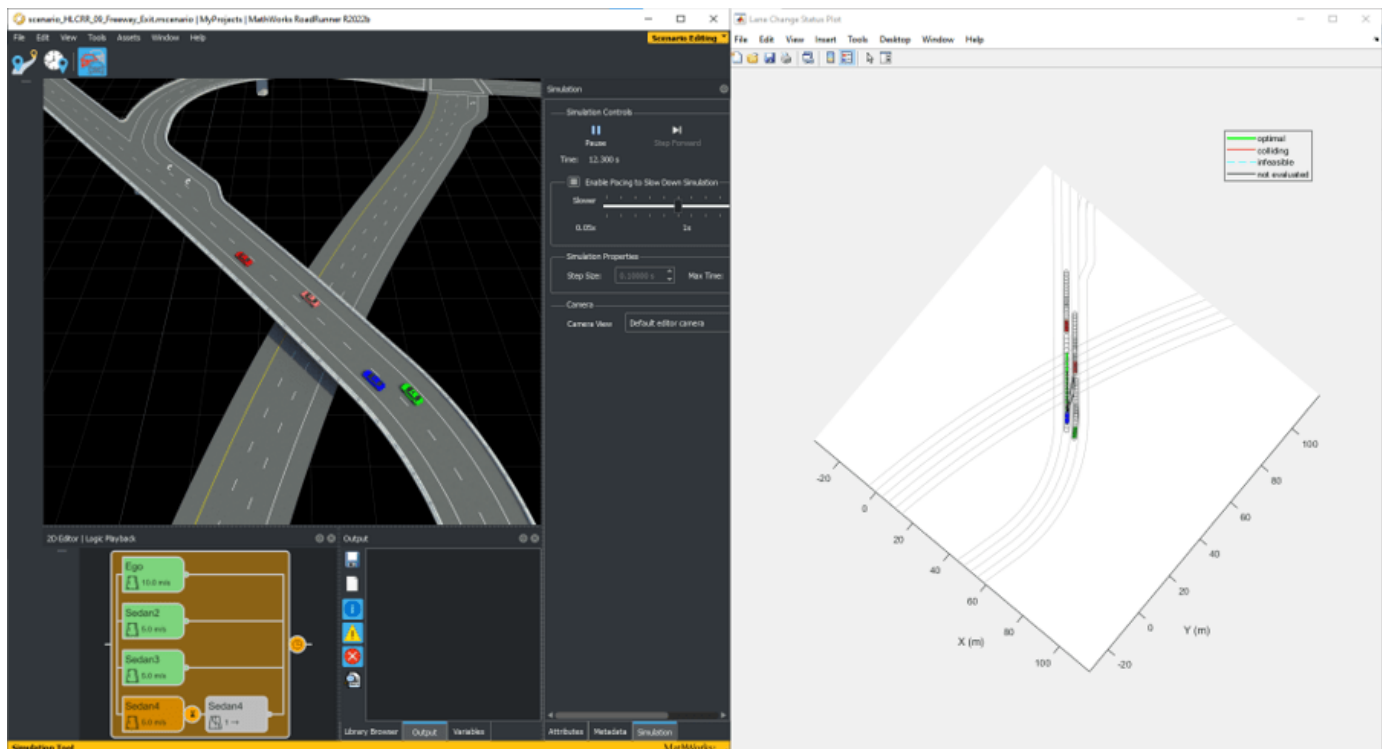 scenario_HLCRR_09_Freeway_Exit.rrscenario | MyProjects | MathWorks RoadRunner R2022b
File Edit View Tools Assets Window Help
Scenario Editing
Simulation
Simulation Controls
Pause
Step Forward
Time: 12.300 s
Enable Pacing to Slow Down Simulation
Slower
0.05x
1x
Simulation Properties
Step Size:
0.10000 s
Max Time:
Camera
Camera View
Default editor camera
2D Editor | Logic Playback
Ego
10.0 m/s
Sedan2
5.0 m/s
Sedan3
5.0 m/s
Sedan4
5.0 m/s
Sedan4
1 →
Output
Library Browser
Output
Variables
Attributes
Metadata
Simulation
Simulation Tool
MathWorks
Lane Change Status Plot
File Edit View Insert Tools Desktop Window Help
optimal
colliding
infeasible
not evaluated
-20
0
20
40
60
80
100
X (m)
-20
0
20
40
60
80
100
Y (m)